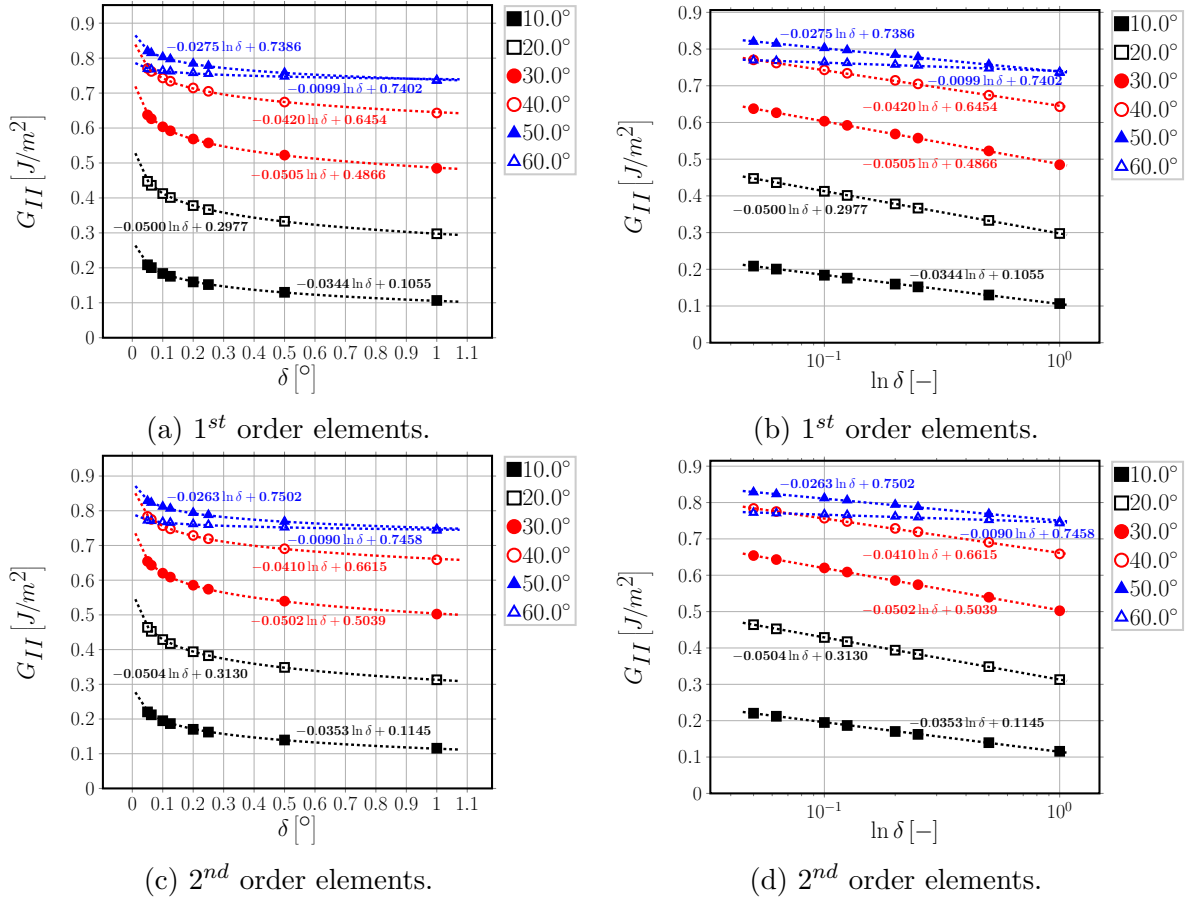 0.9
0.8
0.7
0.6
0.5
0.4
0.3
0.2
0.1
0
G_{II} [J/m^2]
−0.0275 ln δ + 0.7386
−0.0099 ln δ + 0.7402
−0.0420 ln δ + 0.6454
−0.0505 ln δ + 0.4866
−0.0500 ln δ + 0.2977
−0.0344 ln δ + 0.1055
0 0.1 0.2 0.3 0.4 0.5 0.6 0.7 0.8 0.9 1 1.1
δ [°]
10.0°
20.0°
30.0°
40.0°
50.0°
60.0°
(a) 1^{st} order elements.
0.9
0.8
0.7
0.6
0.5
0.4
0.3
0.2
0.1
0
G_{II} [J/m^2]
−0.0275 ln δ + 0.7386
−0.0099 ln δ + 0.7402
−0.0420 ln δ + 0.6454
−0.0505 ln δ + 0.4866
−0.0500 ln δ + 0.2977
−0.0344 ln δ + 0.1055
10^{−1} 10^0
ln δ [−]
10.0°
20.0°
30.0°
40.0°
50.0°
60.0°
(b) 1^{st} order elements.
0.9
0.8
0.7
0.6
0.5
0.4
0.3
0.2
0.1
0
G_{II} [J/m^2]
−0.0263 ln δ + 0.7502
−0.0090 ln δ + 0.7458
−0.0410 ln δ + 0.6615
−0.0502 ln δ + 0.5039
−0.0504 ln δ + 0.3130
−0.0353 ln δ + 0.1145
0 0.1 0.2 0.3 0.4 0.5 0.6 0.7 0.8 0.9 1 1.1
δ [°]
10.0°
20.0°
30.0°
40.0°
50.0°
60.0°
(c) 2^{nd} order elements.
0.9
0.8
0.7
0.6
0.5
0.4
0.3
0.2
0.1
0
G_{II} [J/m^2]
−0.0263 ln δ + 0.7502
−0.0090 ln δ + 0.7458
−0.0410 ln δ + 0.6615
−0.0502 ln δ + 0.5039
−0.0504 ln δ + 0.3130
−0.0353 ln δ + 0.1145
10^{−1} 10^0
ln δ [−]
10.0°
20.0°
30.0°
40.0°
50.0°
60.0°
(d) 2^{nd} order elements.